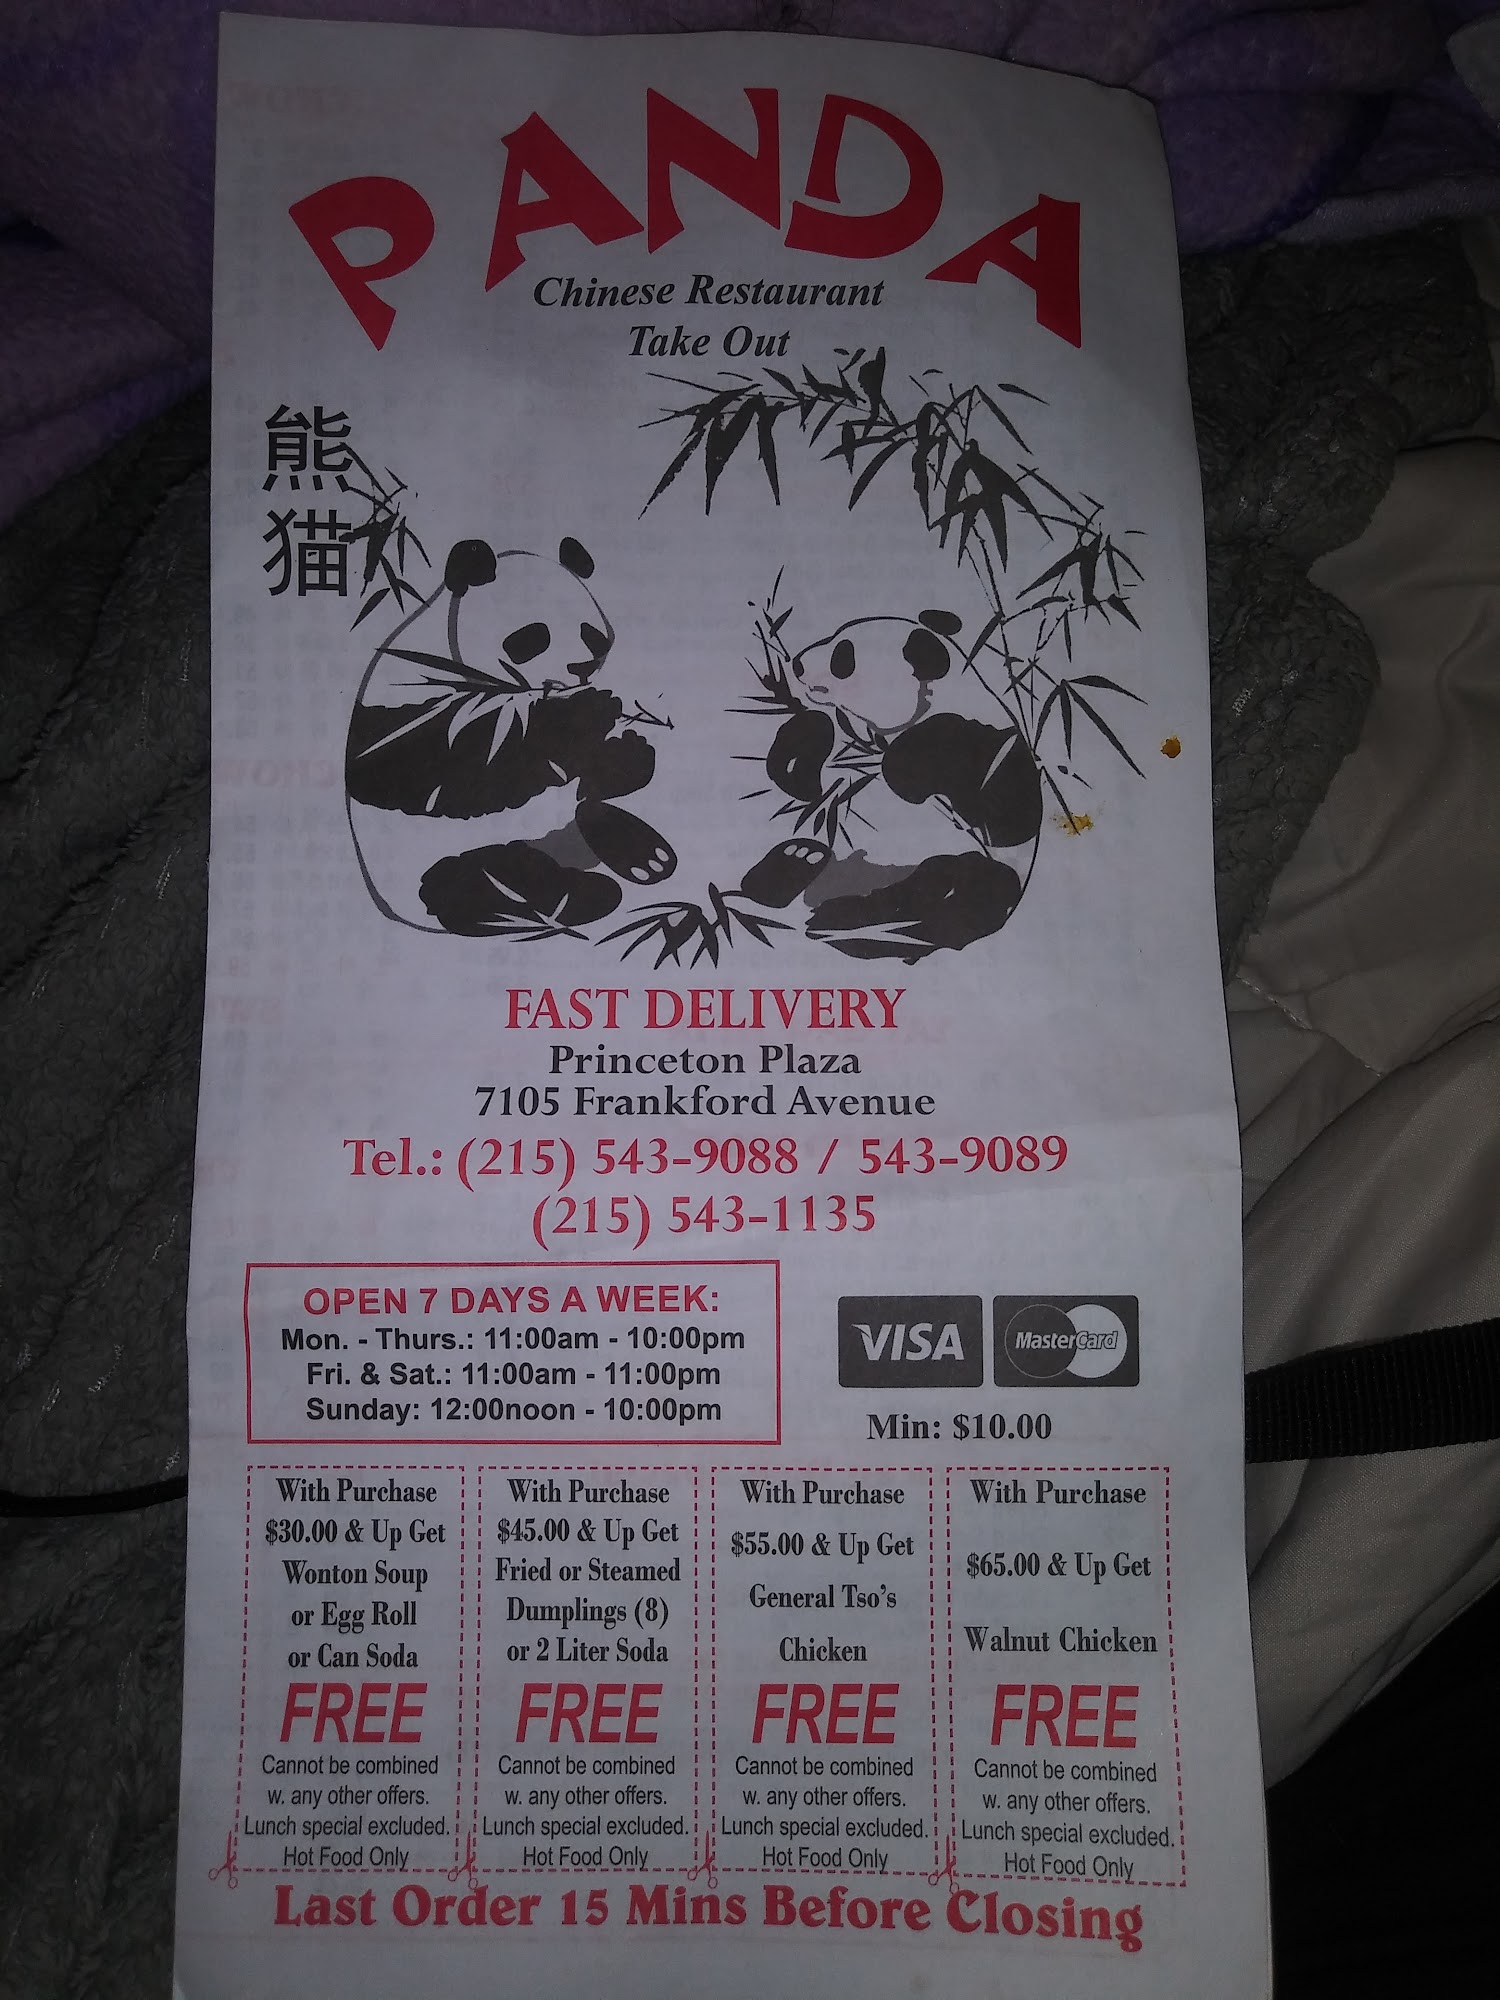 PANDA
Chinese Restaurant
Take Out
熊
猫
FAST DELIVERY
Princeton Plaza
7105 Frankford Avenue
Tel.: (215) 543-9088 / 543-9089
(215) 543-1135
OPEN 7 DAYS A WEEK:
Mon. - Thurs.: 11:00am - 10:00pm
Fri. & Sat.: 11:00am - 11:00pm
Sunday: 12:00noon - 10:00pm
VISA
MasterCard
Min: $10.00
With Purchase
$30.00 & Up Get
Wonton Soup
or Egg Roll
or Can Soda
FREE
Cannot be combined
w. any other offers.
Lunch special excluded.
Hot Food Only
With Purchase
$45.00 & Up Get
Fried or Steamed
Dumplings (8)
or 2 Liter Soda
FREE
Cannot be combined
w. any other offers.
Lunch special excluded.
Hot Food Only
With Purchase
$55.00 & Up Get
General Tso's
Chicken
FREE
Cannot be combined
w. any other offers.
Lunch special excluded.
Hot Food Only
With Purchase
$65.00 & Up Get
Walnut Chicken
FREE
Cannot be combined
w. any other offers.
Lunch special excluded.
Hot Food Only
Last Order 15 Mins Before Closing